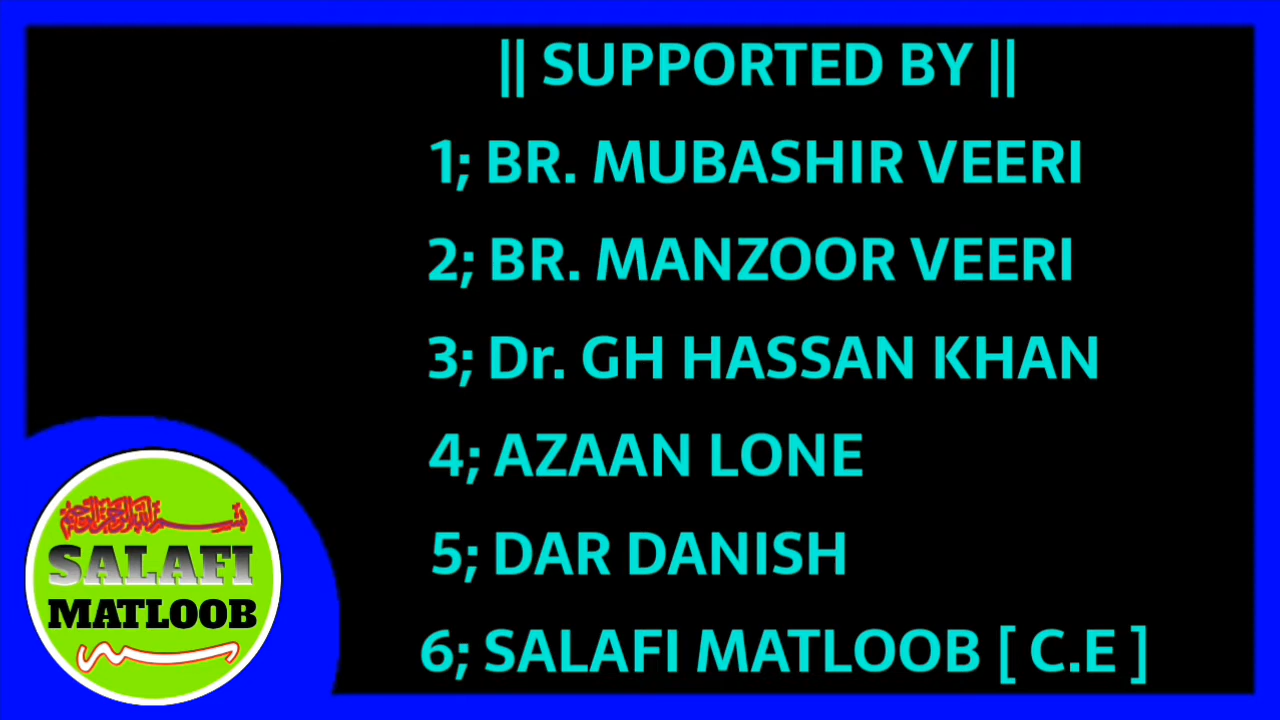 || SUPPORTED BY ||
1; BR. MUBASHIR VEERI
2; BR. MANZOOR VEERI
3; Dr. GH HASSAN KHAN
4; AZAAN LONE
5; DAR DANISH
6; SALAFI MATLOOB [ C.E ]
SALAFI
MATLOOB